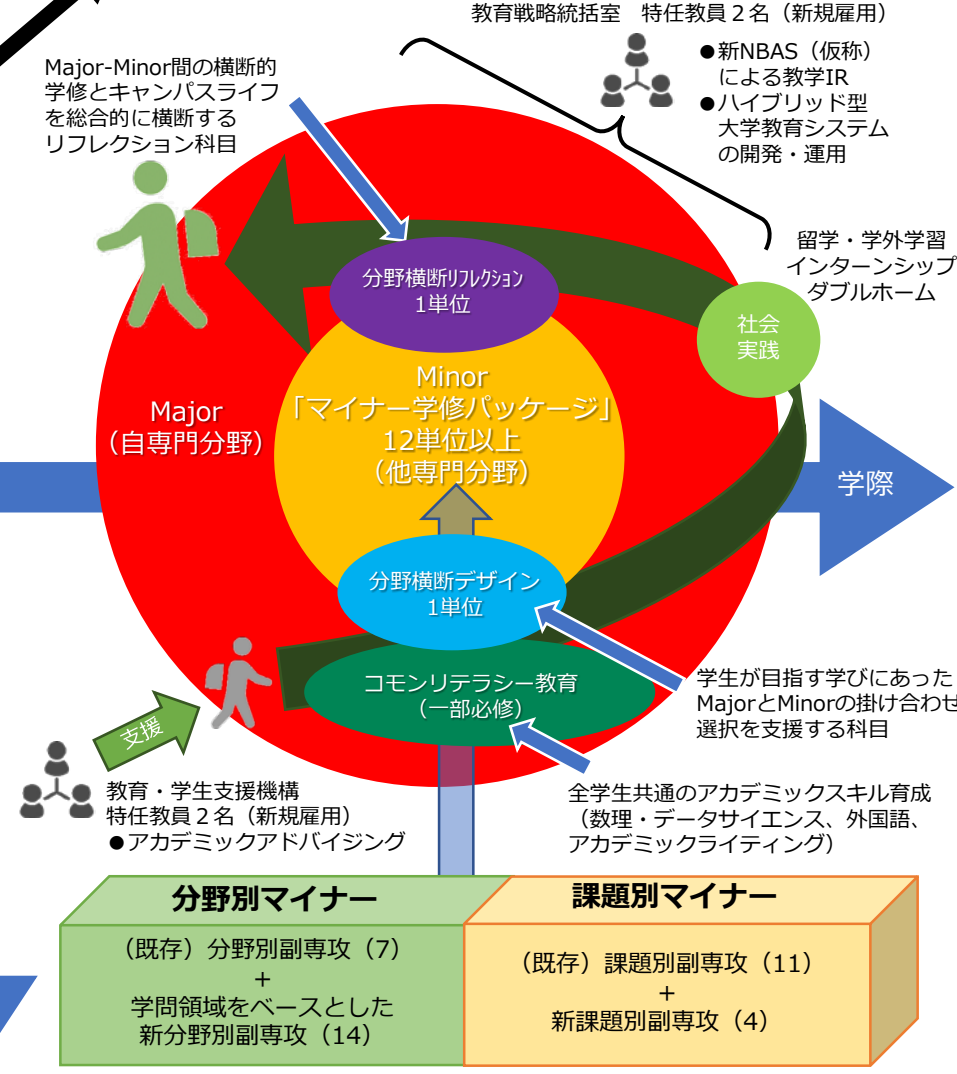 教育戦略統括室　特任教員２名（新規雇用）
●新NBAS（仮称）
による教学IR
●ハイブリッド型
大学教育システム
の開発・運用
Major-Minor間の横断的
学修とキャンパスライフ
を総合的に横断する
リフレクション科目
留学・学外学習
インターンシップ
ダブルホーム
分野横断ﾘﾌﾚｸｼｮﾝ
1単位
社会
実践
Minor
「マイナー学修パッケージ」
12単位以上
（他専門分野）
Major
（自専門分野）
学際
分野横断デザイン
1単位
コモンリテラシー教育
（一部必修）
学生が目指す学びにあった
MajorとMinorの掛け合わせ
選択を支援する科目
支援
教育・学生支援機構
特任教員２名（新規雇用）
●アカデミックアドバイジング
全学生共通のアカデミックスキル育成
（数理・データサイエンス、外国語、
アカデミックライティング）
分野別マイナー
（既存）分野別副専攻（7）
+
学問領域をベースとした
新分野別副専攻（14）
課題別マイナー
（既存）課題別副専攻（11）
+
新課題別副専攻（4）